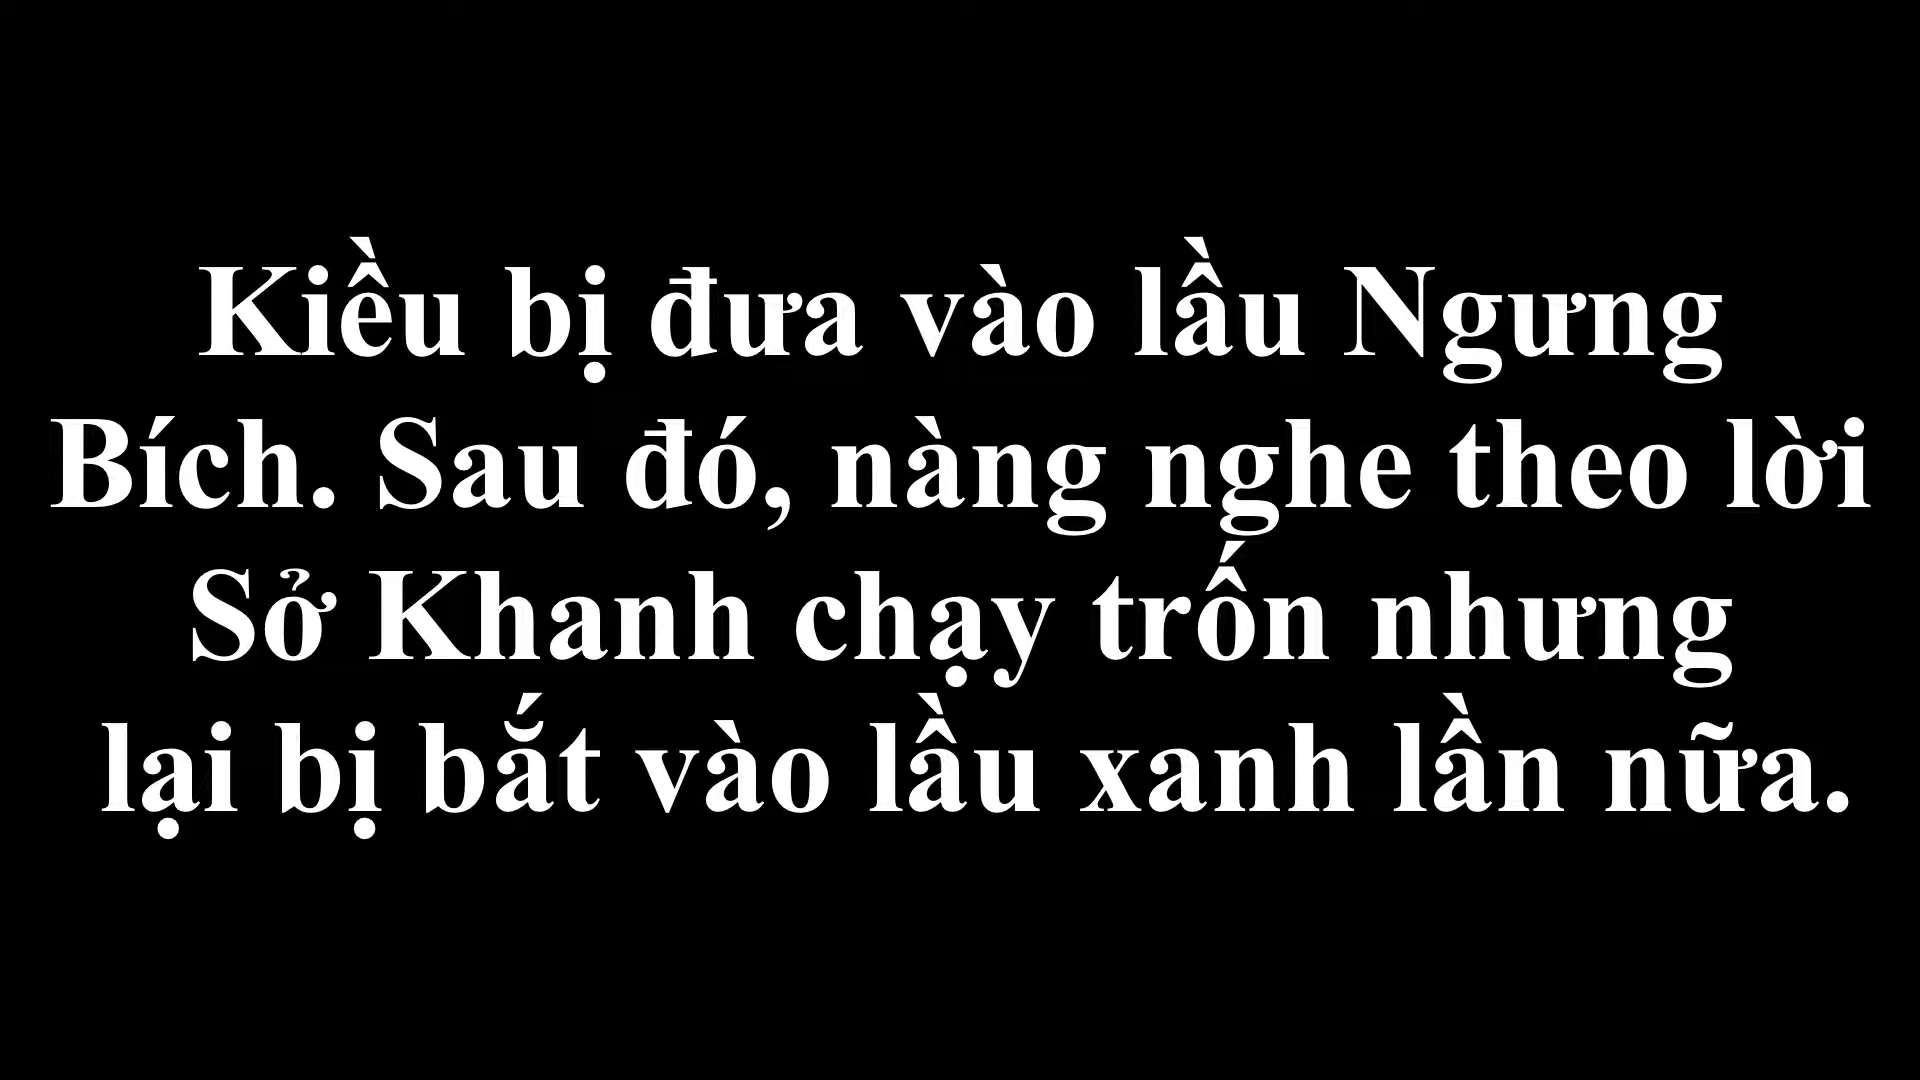 Kiều bị đưa vào lầu Ngưng
Bích. Sau đó, nàng nghe theo lời
Sở Khanh chạy trốn nhưng
lại bị bắt vào lầu xanh lần nữa.